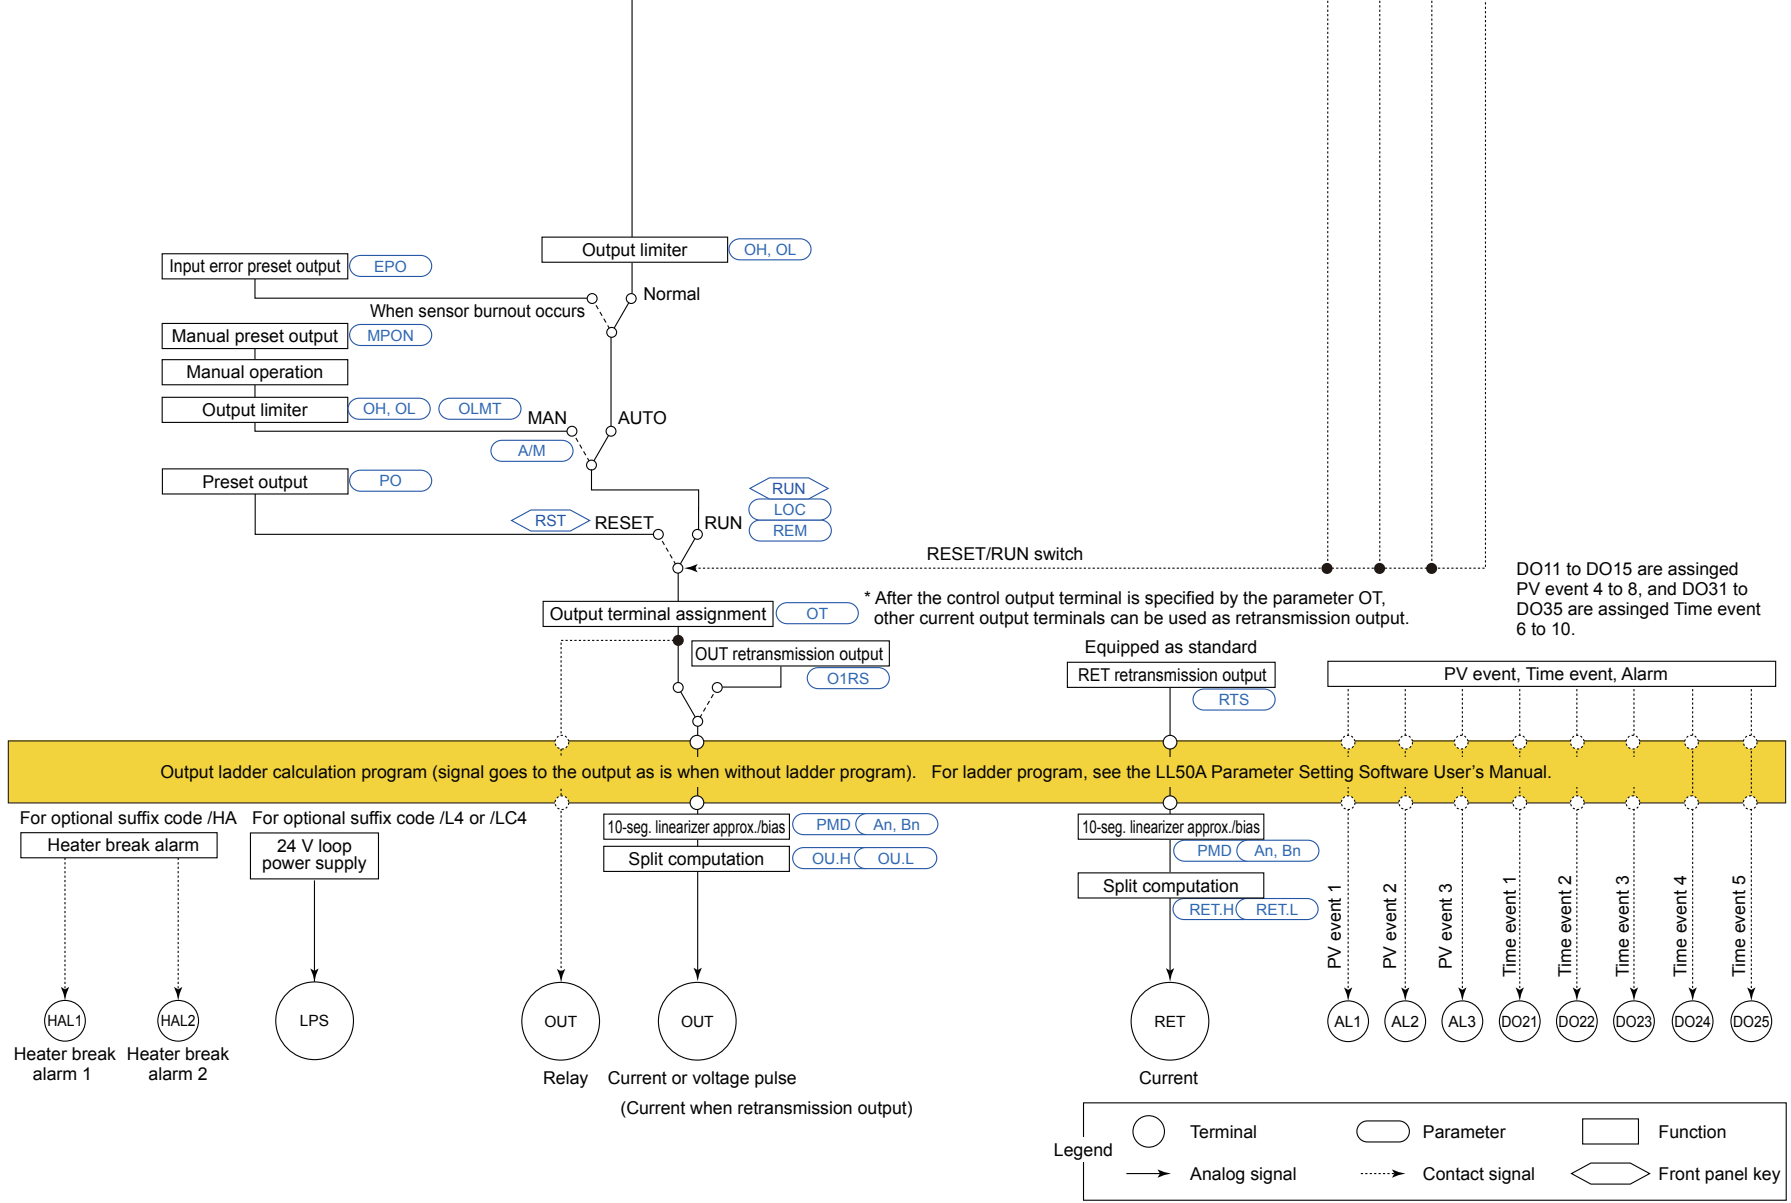 Output limiter
OH, OL
Input error preset output
EPO
Normal
When sensor burnout occurs
Manual preset output
MPON
Manual operation
Output limiter
OH, OL
OLMT
MAN
AUTO
A/M
Preset output
PO
RUN
LOC
REM
RST
RESET
RUN
RESET/RUN switch
DO11 to DO15 are assinged
PV event 4 to 8, and DO31 to
DO35 are assinged Time event
6 to 10.
Output terminal assignment
OT
* After the control output terminal is specified by the parameter OT,
other current output terminals can be used as retransmission output.
OUT retransmission output
O1RS
Equipped as standard
RET retransmission output
RTS
PV event, Time event, Alarm
Output ladder calculation program (signal goes to the output as is when without ladder program). For ladder program, see the LL50A Parameter Setting Software User's Manual.
For optional suffix code /HA
For optional suffix code /L4 or /LC4
Heater break alarm
24 V loop
power supply
10-seg. linearizer approx./bias
PMD
An, Bn
Split computation
OU.H
OU.L
10-seg. linearizer approx./bias
PMD
An, Bn
Split computation
RET.H
RET.L
PV event 1
PV event 2
PV event 3
Time event 1
Time event 2
Time event 3
Time event 4
Time event 5
HAL1
HAL2
LPS
OUT
OUT
RET
AL1
AL2
AL3
DO21
DO22
DO23
DO24
DO25
Heater break
alarm 1
Heater break
alarm 2
Relay
Current or voltage pulse
(Current when retransmission output)
Current
Legend
Terminal
Parameter
Function
Analog signal
Contact signal
Front panel key